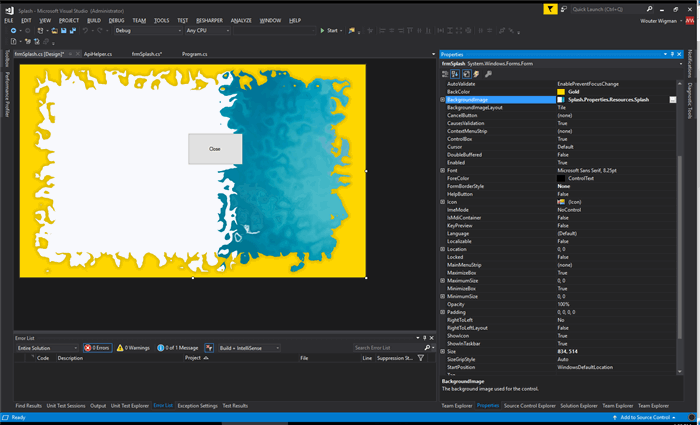 Splash - Microsoft Visual Studio (Administrator)
Quick Launch (Ctrl+Q)
FILE EDIT VIEW PROJECT BUILD DEBUG TEAM TOOLS TEST RESHARPER ANALYZE WINDOW HELP
Wouter Wigman WW
Debug Any CPU Start
frmSplash.cs [Design]* ApiHelper.cs frmSplash.cs* Program.cs
Toolbox
Performance Profiler
Close
Properties
frmSplash System.Windows.Forms.Form
AutoValidate EnablePreventFocusChange
BackColor Gold
BackgroundImage Splash.Properties.Resources.Splash
BackgroundImageLayout Tile
CancelButton (none)
CausesValidation True
ContextMenuStrip (none)
ControlBox True
Cursor Default
DoubleBuffered False
Enabled True
Font Microsoft Sans Serif, 8.25pt
ForeColor ControlText
FormBorderStyle None
HelpButton False
Icon (Icon)
ImeMode NoControl
IsMdiContainer False
KeyPreview False
Language (Default)
Localizable False
Location 0, 0
Locked False
MainMenuStrip (none)
MaximizeBox True
MaximumSize 0, 0
MinimizeBox True
MinimumSize 0, 0
Opacity 100%
Padding 0, 0, 0, 0
RightToLeft No
RightToLeftLayout False
ShowIcon True
ShowInTaskbar True
Size 834, 514
SizeGripStyle Auto
StartPosition WindowsDefaultLocation
BackgroundImage
The background image used for the control.
Notifications
Diagnostic Tools
Error List
Entire Solution 0 Errors 0 Warnings 0 of 1 Message Build + IntelliSense Search Error List
Code Description Project File Line Suppression St...
Find Results Unit Test Sessions Output Unit Test Explorer Error List Exception Settings Test Results
Team Explorer Properties Source Control Explorer Solution Explorer Team Explorer Team Explorer
Ready
Add to Source Control